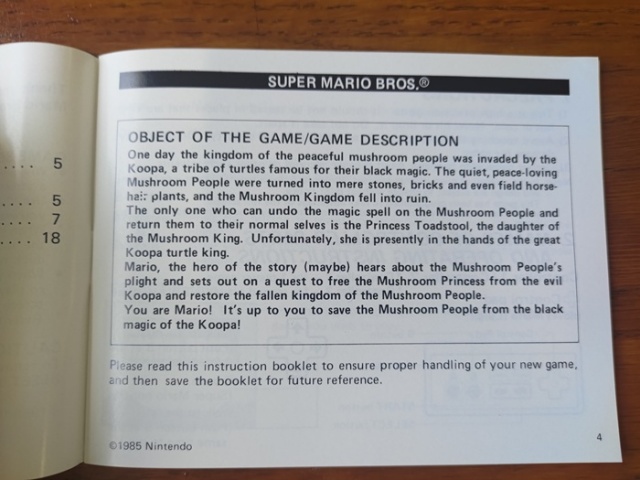 .... 5
.... 5
.... 7
.... 18
SUPER MARIO BROS.®
OBJECT OF THE GAME/GAME DESCRIPTION
One day the kingdom of the peaceful mushroom people was invaded by the
Koopa, a tribe of turtles famous for their black magic. The quiet, peace-loving
Mushroom People were turned into mere stones, bricks and even field horse-
hair plants, and the Mushroom Kingdom fell into ruin.
The only one who can undo the magic spell on the Mushroom People and
return them to their normal selves is the Princess Toadstool, the daughter of
the Mushroom King. Unfortunately, she is presently in the hands of the great
Koopa turtle king.
Mario, the hero of the story (maybe) hears about the Mushroom People's
plight and sets out on a quest to free the Mushroom Princess from the evil
Koopa and restore the fallen kingdom of the Mushroom People.
You are Mario! It's up to you to save the Mushroom People from the black
magic of the Koopa!
Please read this instruction booklet to ensure proper handling of your new game,
and then save the booklet for future reference.
©1985 Nintendo
4